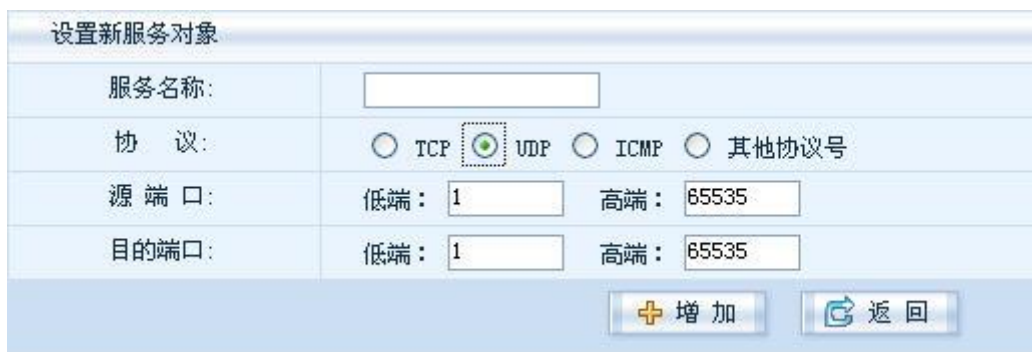 设置新服务对象
服务名称:
协 议: TCP UDP ICMP 其他协议号
源 端 口: 低端: 1 高端: 65535
目的端口: 低端: 1 高端: 65535
增 加 返 回